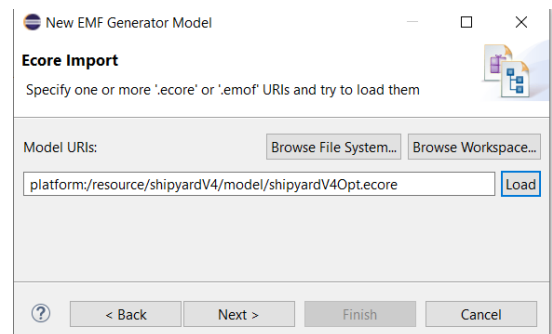 New EMF Generator Model
Ecore Import
Specify one or more '.ecore' or '.emof' URIs and try to load them
Model URIs: Browse File System... Browse Workspace...
platform:/resource/shipyardV4/model/shipyardV4Opt.ecore Load
? < Back Next > Finish Cancel